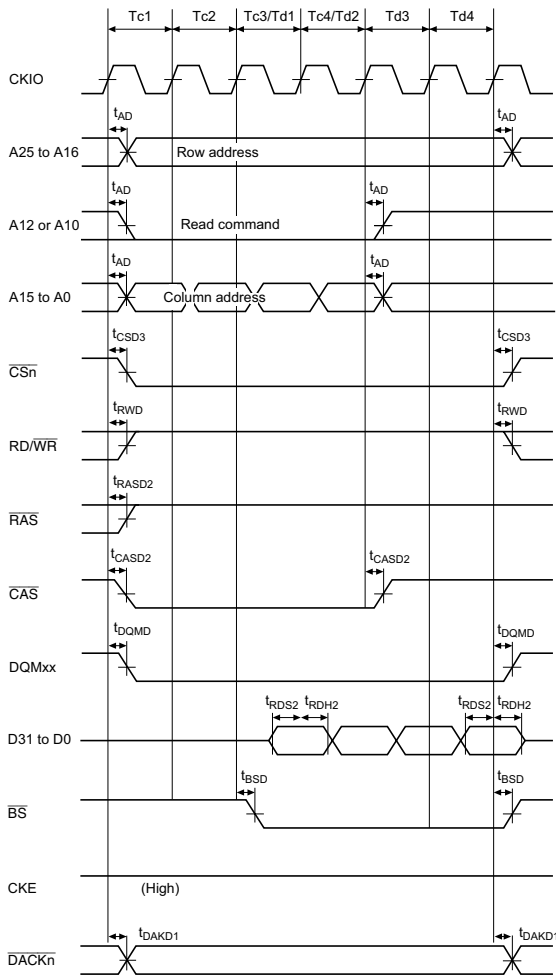 Tc1 Tc2 Tc3/Td1 Tc4/Td2 Td3 Td4
CKIO
tAD tAD
A25 to A16 Row address
tAD tAD
A12 or A10 Read command
tAD tAD
A15 to A0 Column address
tCSD3 tCSD3
CSn
tRWD tRWD
RD/WR
tRASD2
RAS
tCASD2 tCASD2
CAS
tDQMD tDQMD
DQMxx
tRDS2 tRDH2 tRDS2 tRDH2
D31 to D0
tBSD tBSD
BS
CKE (High)
tDAKD1 tDAKD1
DACKn